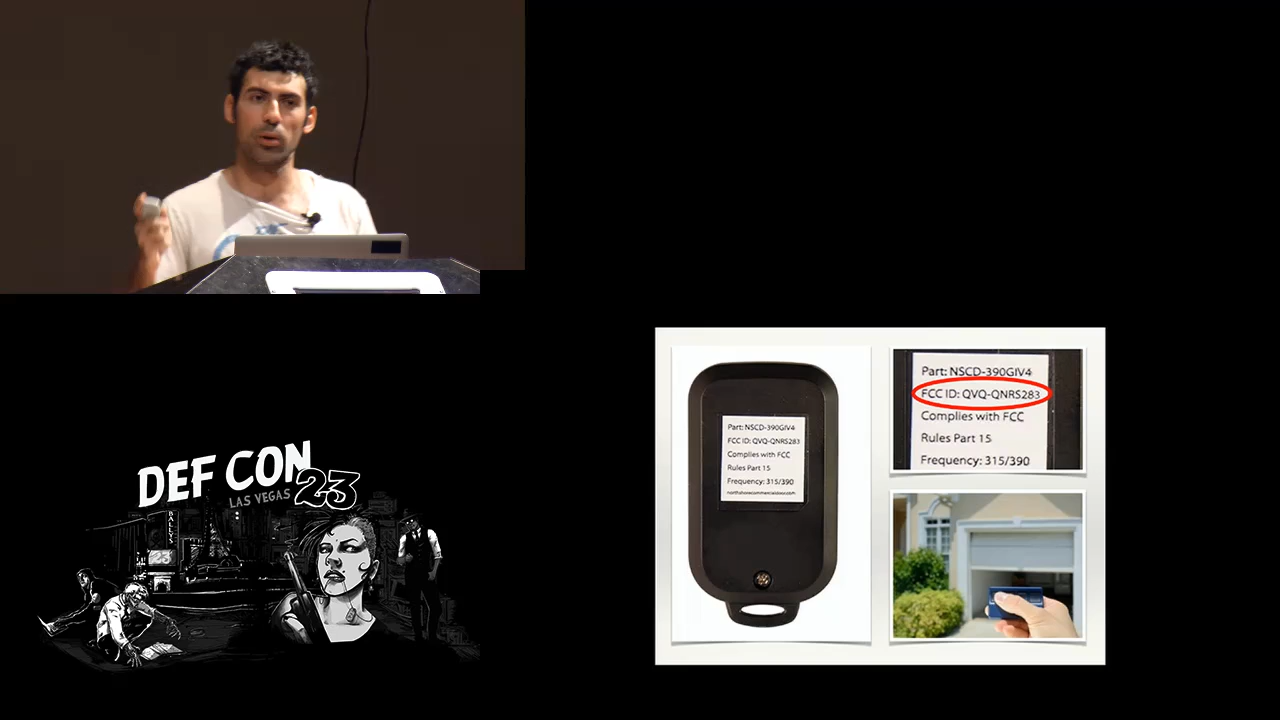 DEF CON
LAS VEGAS 23
BALLY'S
23
Part: NSCD-390GIV4
FCC ID: QVQ-QNRS283
Complies with FCC
Rules Part 15
Frequency: 315/390
northshorecommercialdoor.com
Part: NSCD-390GIV4
FCC ID: QVQ-QNRS283
Complies with FCC
Rules Part 15
Frequency: 315/390